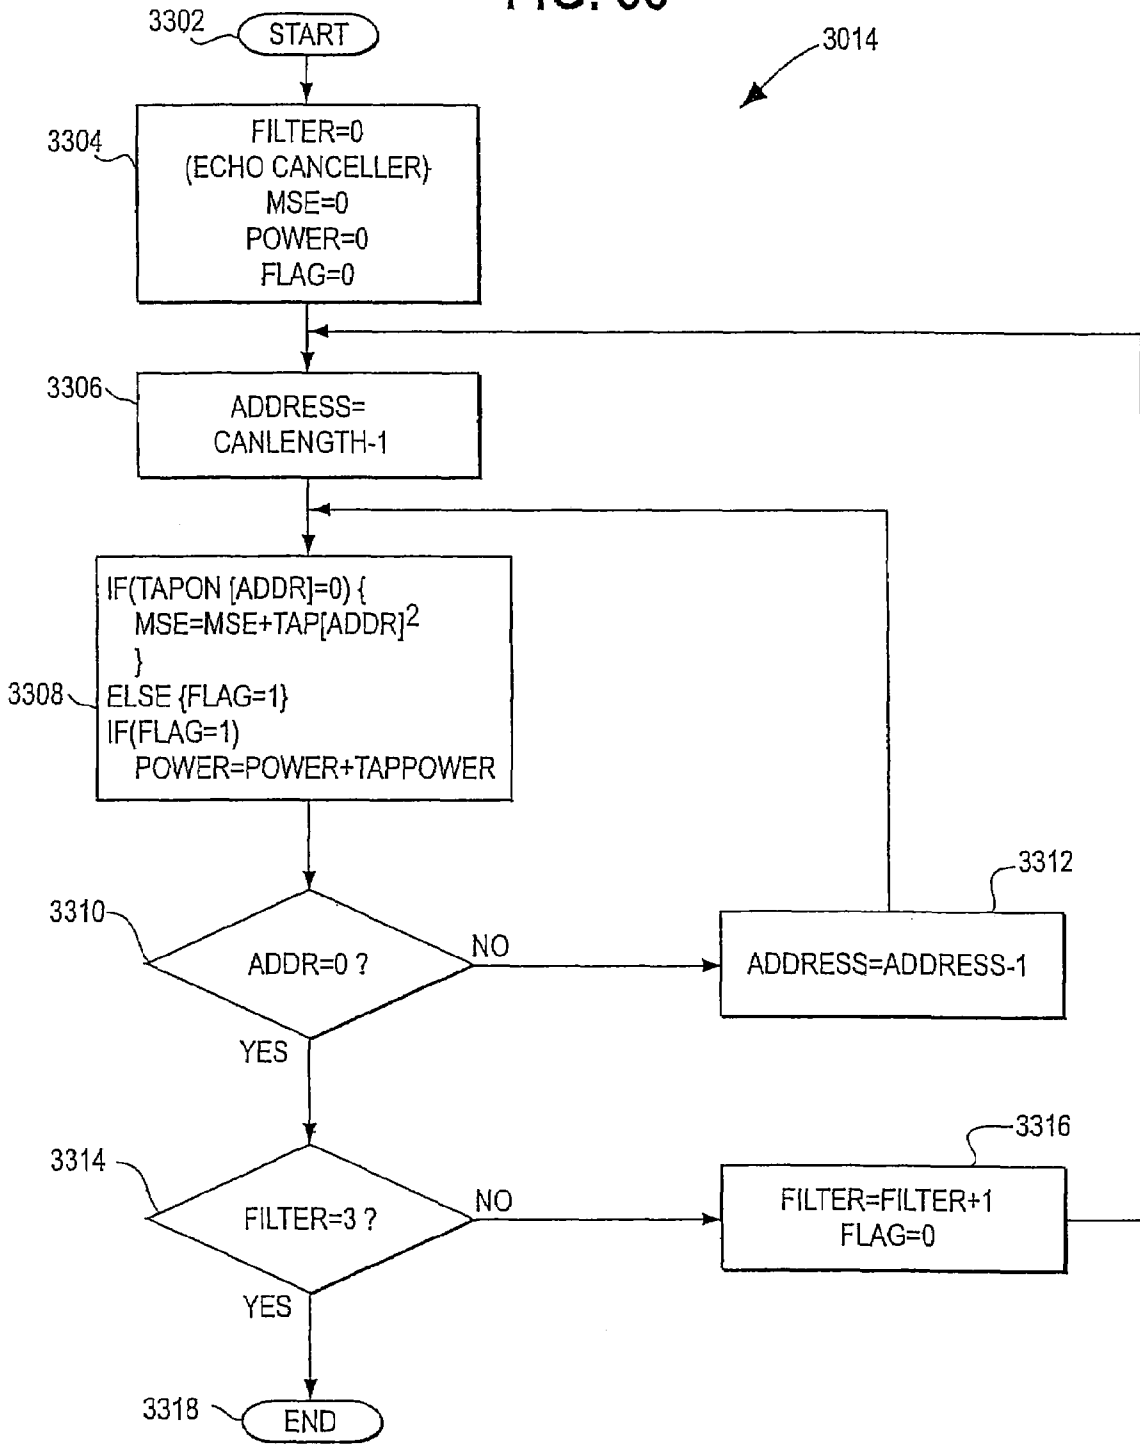 3302
START
3014
3304
FILTER=0
(ECHO CANCELLER)
MSE=0
POWER=0
FLAG=0
3306
ADDRESS=
CANLENGTH-1
3308
IF(TAPON [ADDR]=0) {
MSE=MSE+TAP[ADDR]2
}
ELSE {FLAG=1}
IF(FLAG=1)
POWER=POWER+TAPPOWER
3310
ADDR=0 ?
NO
3312
ADDRESS=ADDRESS-1
YES
3314
FILTER=3 ?
NO
3316
FILTER=FILTER+1
FLAG=0
YES
3318
END